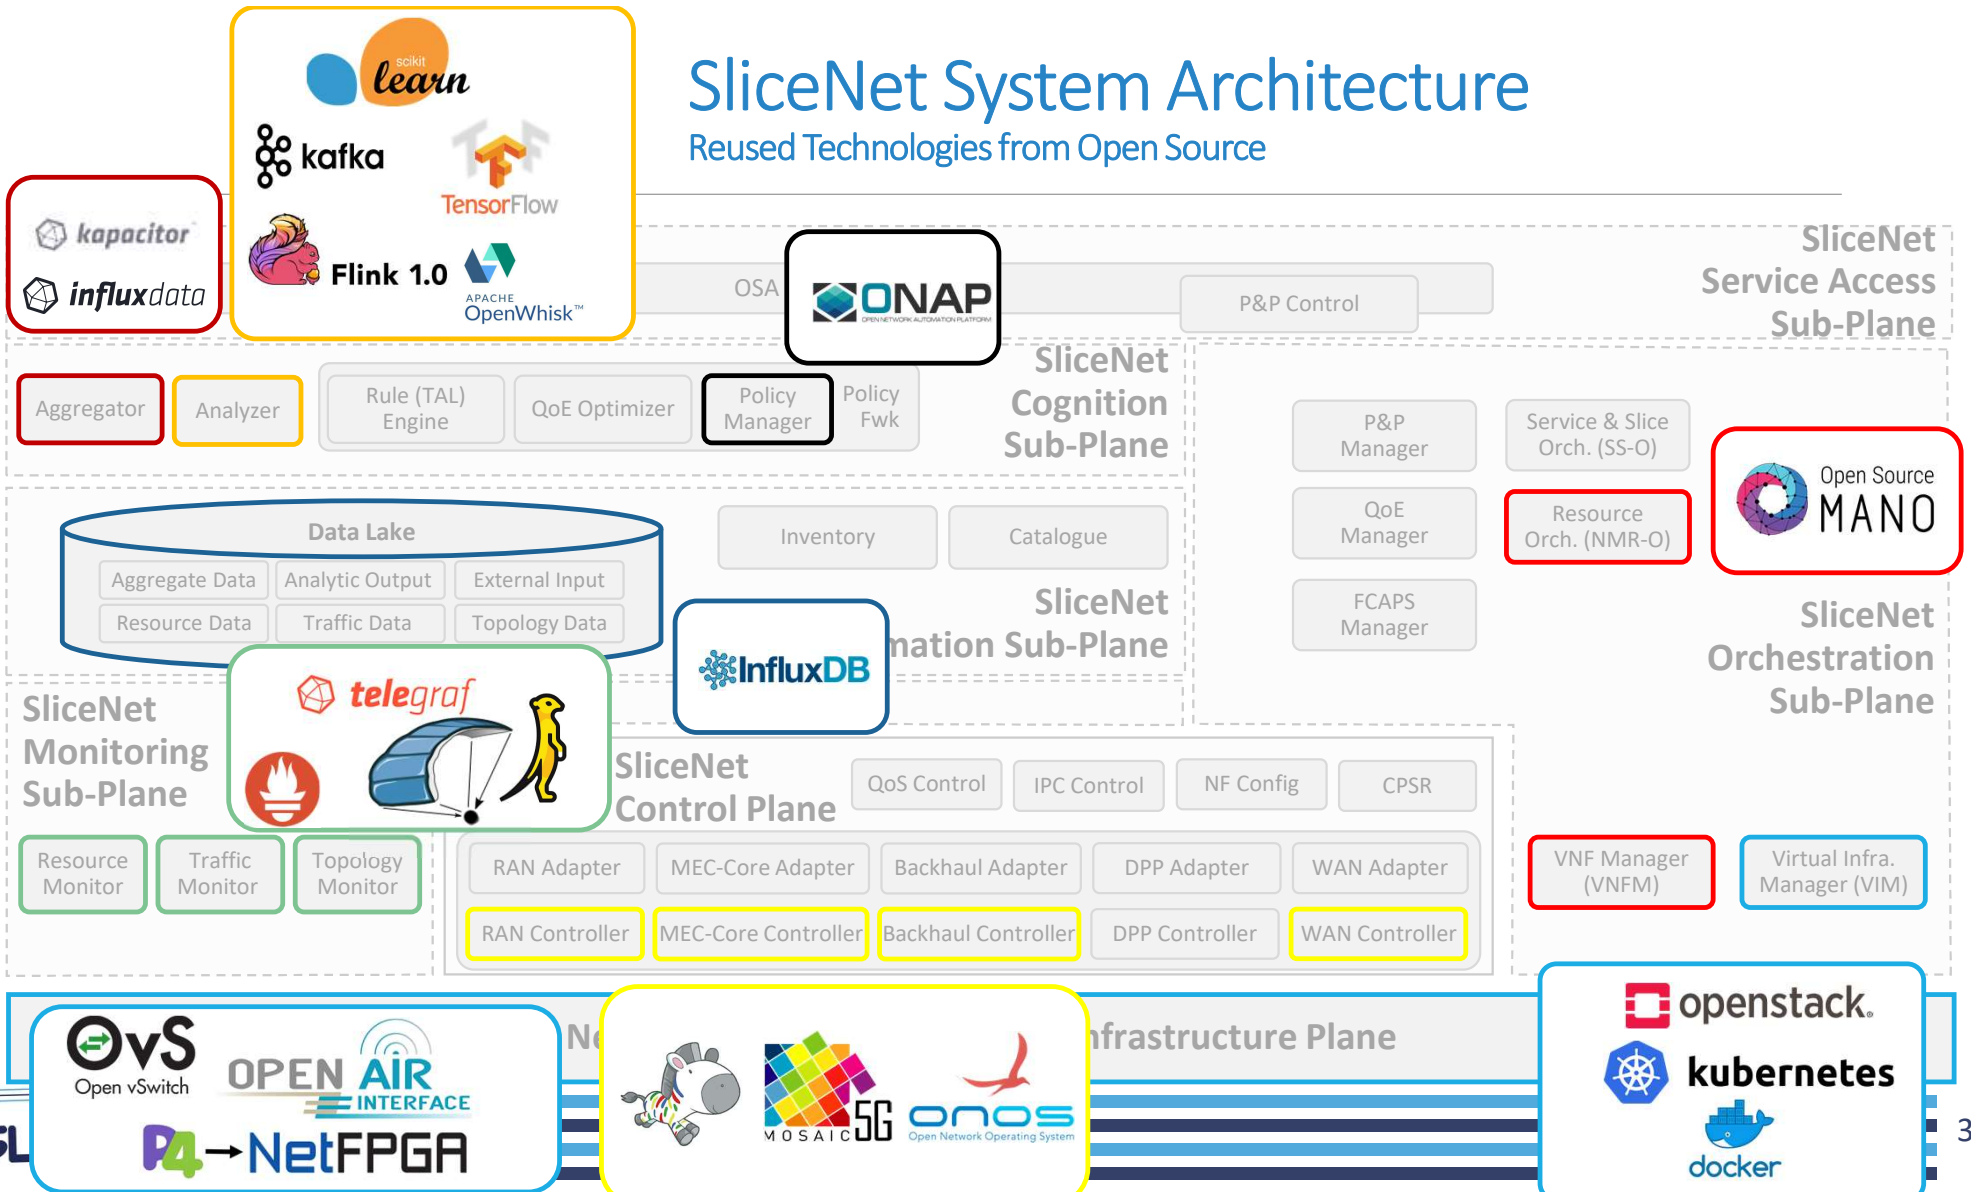 SliceNet System Architecture
Reused Technologies from Open Source
scikit
learn
kafka
TensorFlow
Flink 1.0
APACHE
OpenWhisk™
kapacitor
influxdata
OSA
ONAP
OPEN NETWORK AUTOMATION PLATFORM
P&P Control
SliceNet
Service Access
Sub-Plane
Aggregator
Analyzer
Rule (TAL)
Engine
QoE Optimizer
Policy
Manager
Policy
Fwk
SliceNet
Cognition
Sub-Plane
P&P
Manager
Service & Slice
Orch. (SS-O)
QoE
Manager
Resource
Orch. (NMR-O)
Open Source
MANO
FCAPS
Manager
SliceNet
Orchestration
Sub-Plane
Data Lake
Aggregate Data
Analytic Output
External Input
Resource Data
Traffic Data
Topology Data
Inventory
Catalogue
SliceNet
mation Sub-Plane
InfluxDB
telegraf
SliceNet
Monitoring
Sub-Plane
Resource
Monitor
Traffic
Monitor
Topology
Monitor
SliceNet
Control Plane
QoS Control
IPC Control
NF Config
CPSR
RAN Adapter
MEC-Core Adapter
Backhaul Adapter
DPP Adapter
WAN Adapter
RAN Controller
MEC-Core Controller
Backhaul Controller
DPP Controller
WAN Controller
VNF Manager
(VNFM)
Virtual Infra.
Manager (VIM)
Ne
nfrastructure Plane
OvS
Open vSwitch
OPEN AIR
INTERFACE
P4→NetFPGA
MOSAIC5G
onos
Open Network Operating System
openstack.
kubernetes
docker
SL
3